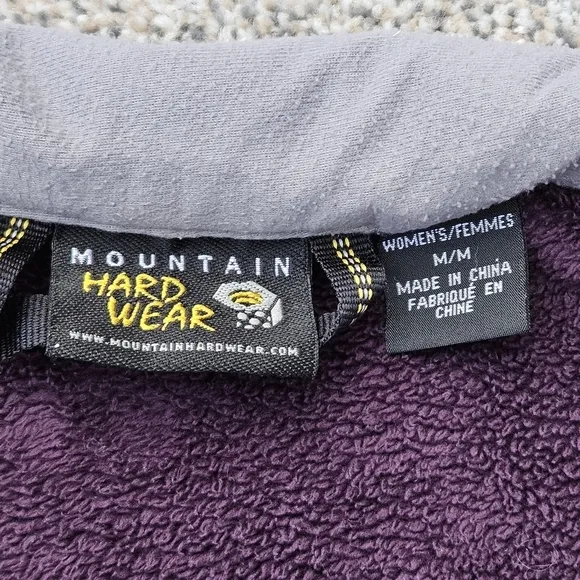 MOUNTAIN
HARD
WEAR
WWW.MOUNTAINHARDWEAR.COM
WOMEN'S/FEMMES
M/M
MADE IN CHINA
FABRIQUÉ EN
CHINE